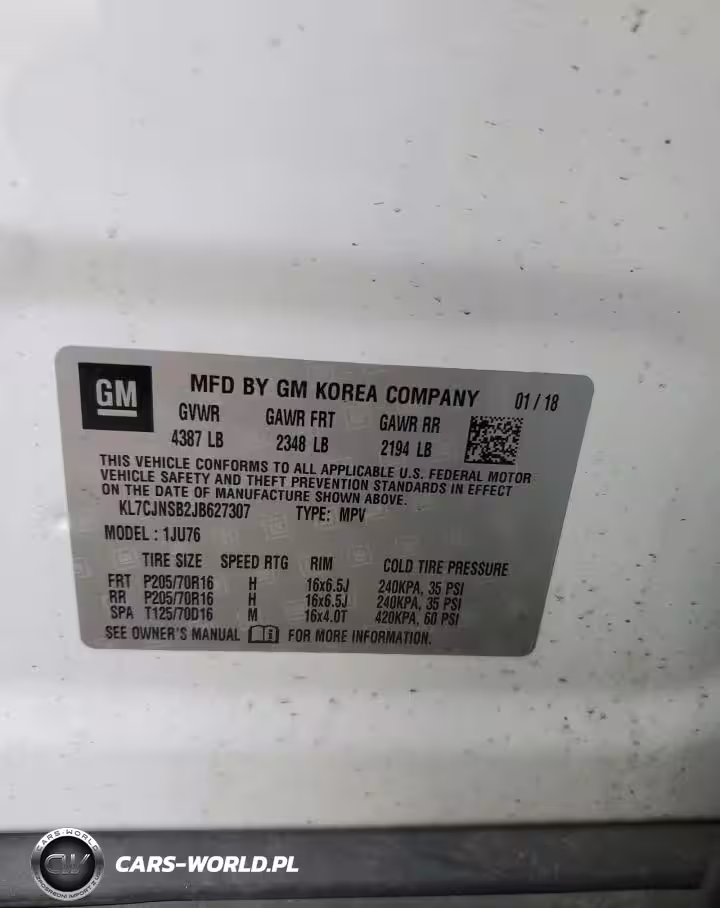 GM
MFD BY GM KOREA COMPANY 01 / 18
GVWR GAWR FRT GAWR RR
4387 LB 2348 LB 2194 LB
THIS VEHICLE CONFORMS TO ALL APPLICABLE U.S. FEDERAL MOTOR
VEHICLE SAFETY AND THEFT PREVENTION STANDARDS IN EFFECT
ON THE DATE OF MANUFACTURE SHOWN ABOVE.
KL7CJNSB2JB627307 TYPE: MPV
MODEL : 1JU76
TIRE SIZE SPEED RTG RIM COLD TIRE PRESSURE
FRT P205/70R16 H 16x6.5J 240KPA, 35 PSI
RR P205/70R16 H 16x6.5J 240KPA, 35 PSI
SPA T125/70D16 M 16x4.0T 420KPA, 60 PSI
SEE OWNER'S MANUAL FOR MORE INFORMATION.
CARS-WORLD
CARS-WORLD.PL